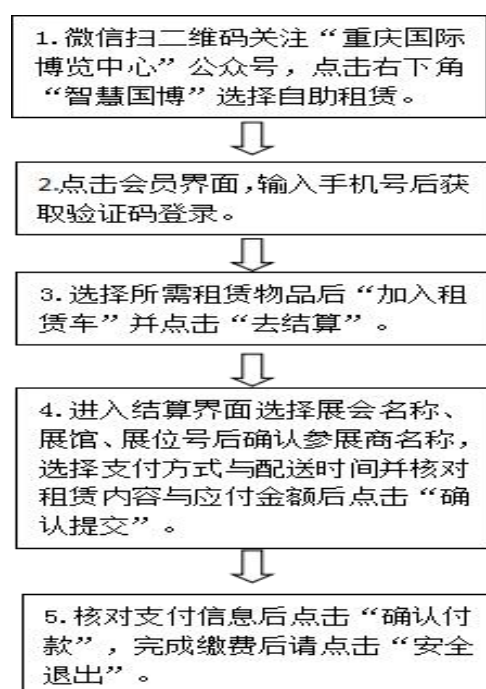 1.微信扫二维码关注“重庆国际
博览中心”公众号，点击右下角
“智慧国博”选择自助租赁。
2.点击会员界面,输入手机号后获
取验证码登录。
3.选择所需租赁物品后“加入租
赁车”并点击“去结算”。
4.进入结算界面选择展会名称、
展馆、展位号后确认参展商名称，
选择支付方式与配送时间并核对
租赁内容与应付金额后点击“确
认提交”。
5.核对支付信息后点击“确认付
款”，完成缴费后请点击“安全
退出”。